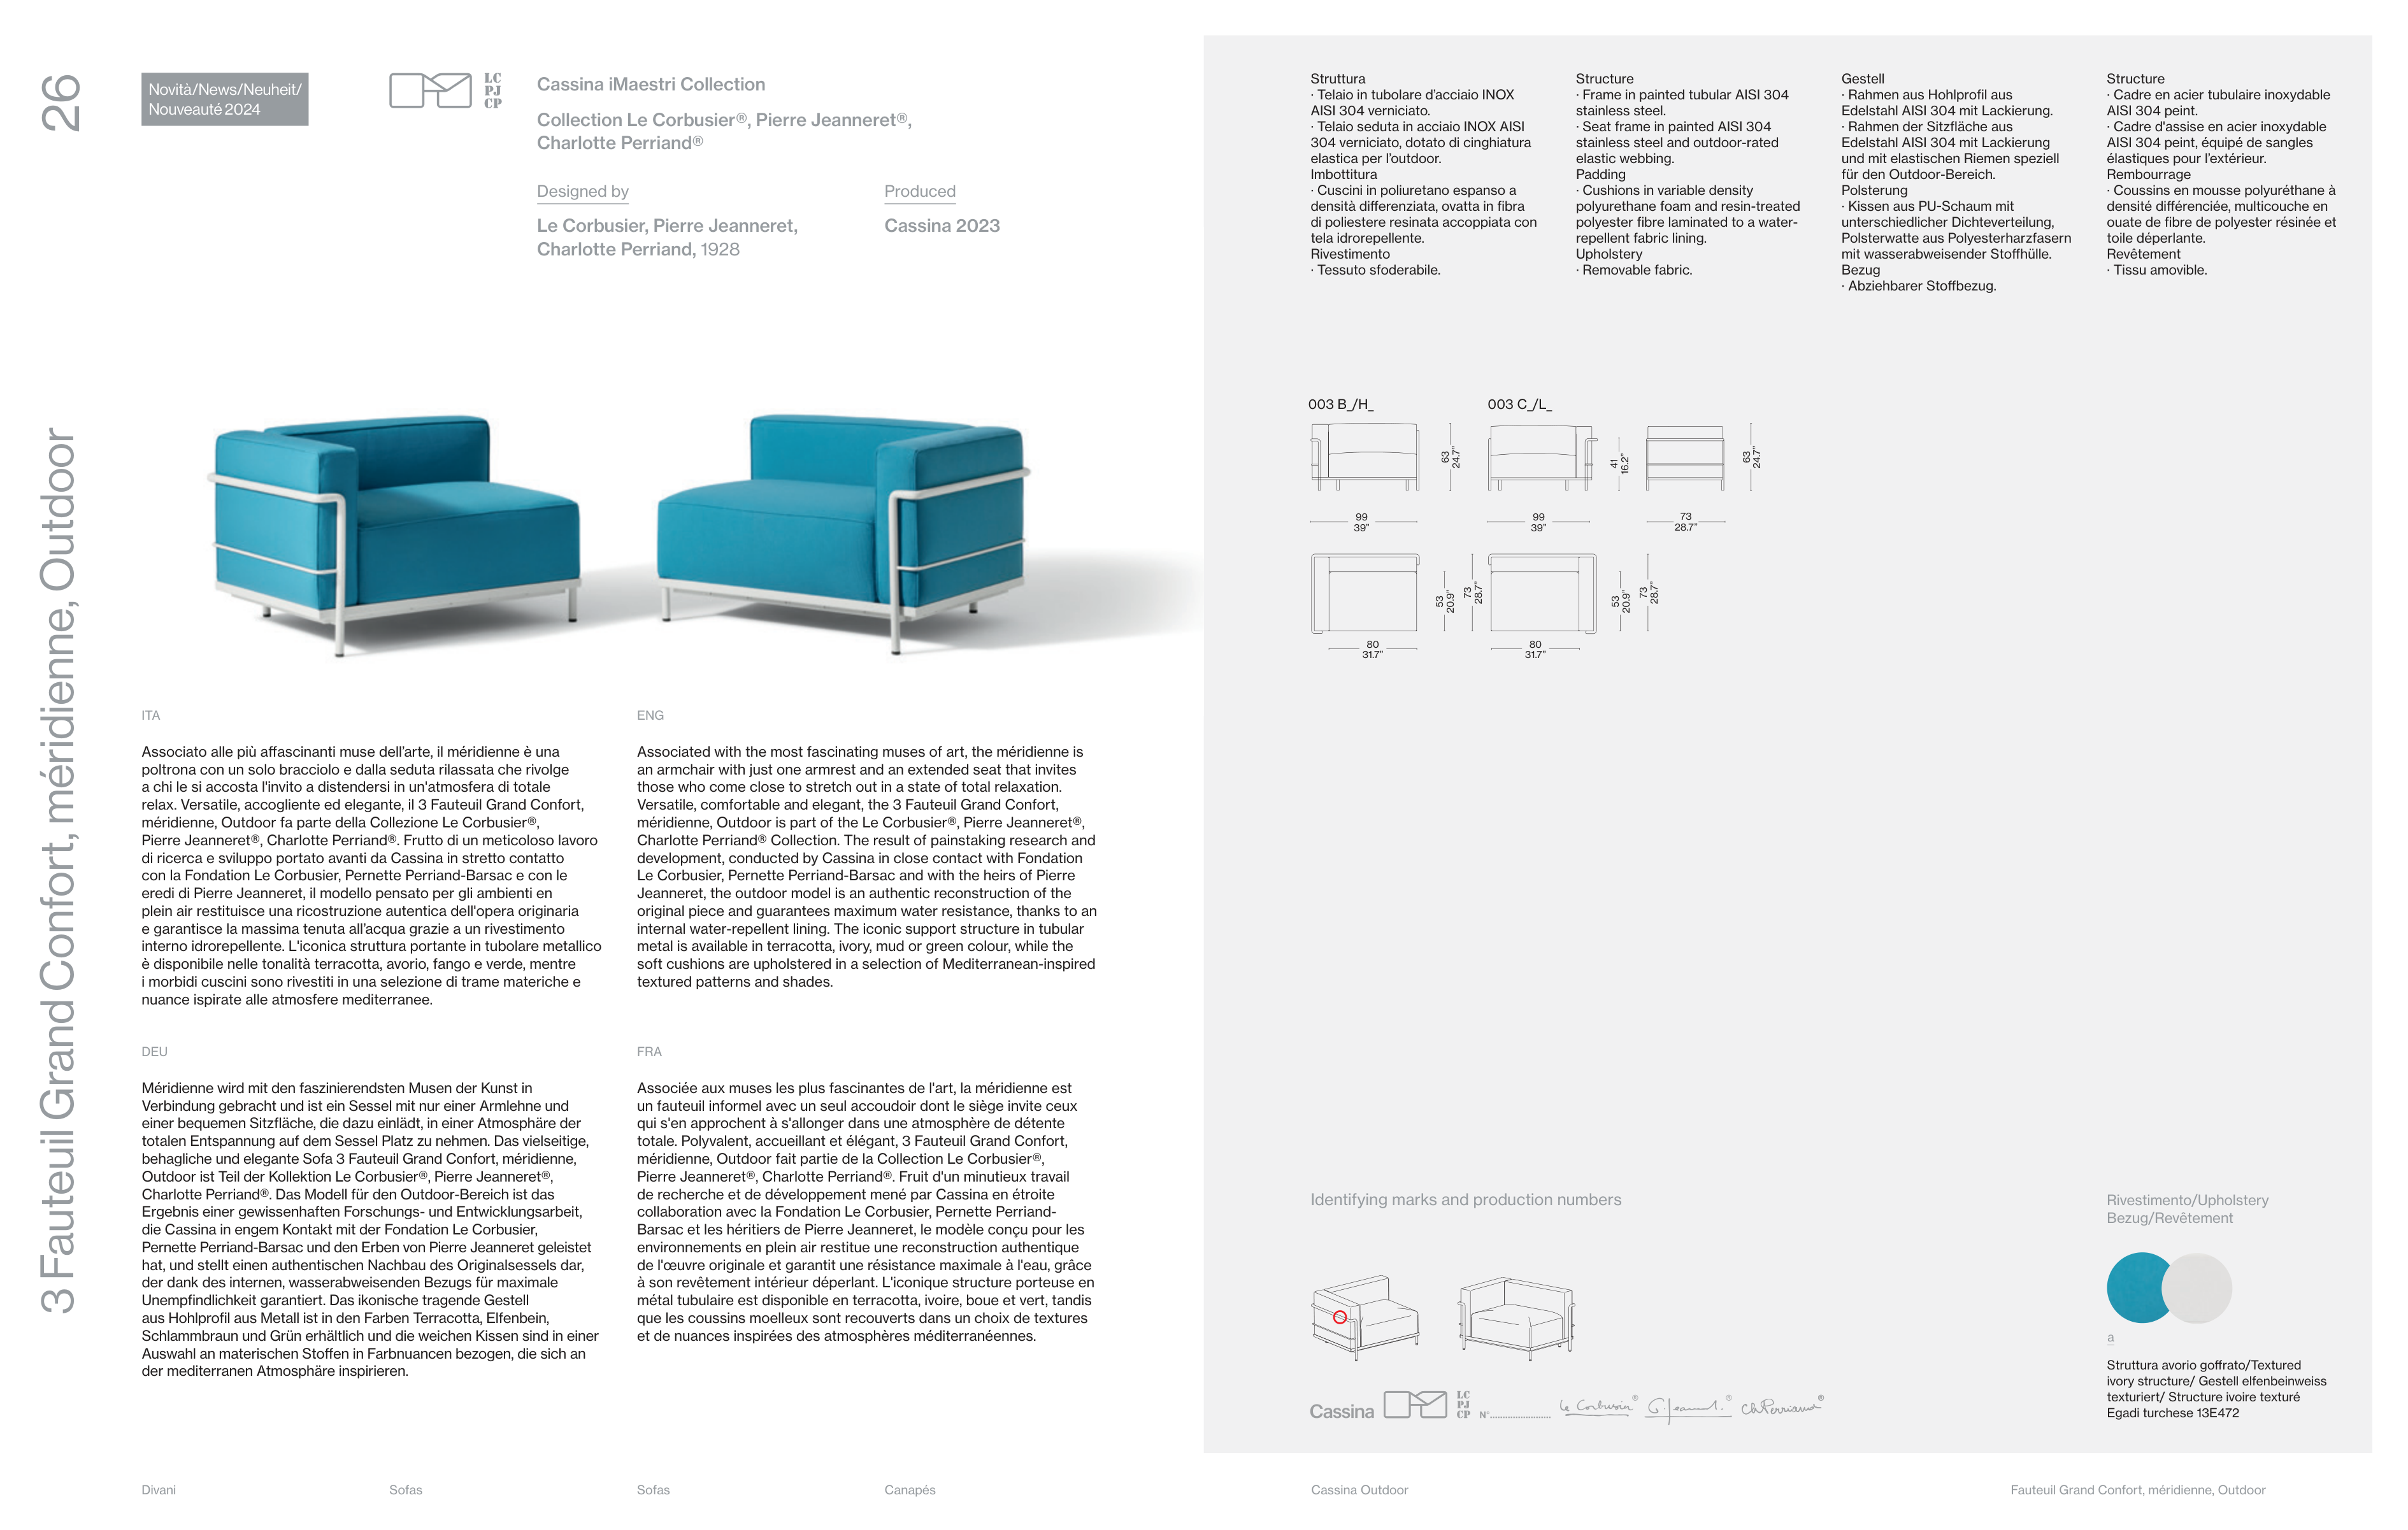 26
3 Fauteuil Grand Confort, méridienne, Outdoor
Novità/News/Neuheit/
Nouveauté 2024
LC
PJ
CP
Cassina iMaestri Collection
Collection Le Corbusier®, Pierre Jeanneret®,
Charlotte Perriand®
Designed by
Le Corbusier, Pierre Jeanneret,
Charlotte Perriand, 1928
Produced
Cassina 2023
ITA
Associato alle più affascinanti muse dell’arte, il méridienne è una
poltrona con un solo bracciolo e dalla seduta rilassata che rivolge
a chi le si accosta l'invito a distendersi in un'atmosfera di totale
relax. Versatile, accogliente ed elegante, il 3 Fauteuil Grand Confort,
méridienne, Outdoor fa parte della Collezione Le Corbusier®,
Pierre Jeanneret®, Charlotte Perriand®. Frutto di un meticoloso lavoro
di ricerca e sviluppo portato avanti da Cassina in stretto contatto
con la Fondation Le Corbusier, Pernette Perriand-Barsac e con le
eredi di Pierre Jeanneret, il modello pensato per gli ambienti en
plein air restituisce una ricostruzione autentica dell'opera originaria
e garantisce la massima tenuta all’acqua grazie a un rivestimento
interno idrorepellente. L'iconica struttura portante in tubolare metallico
è disponibile nelle tonalità terracotta, avorio, fango e verde, mentre
i morbidi cuscini sono rivestiti in una selezione di trame materiche e
nuance ispirate alle atmosfere mediterranee.
ENG
Associated with the most fascinating muses of art, the méridienne is
an armchair with just one armrest and an extended seat that invites
those who come close to stretch out in a state of total relaxation.
Versatile, comfortable and elegant, the 3 Fauteuil Grand Confort,
méridienne, Outdoor is part of the Le Corbusier®, Pierre Jeanneret®,
Charlotte Perriand® Collection. The result of painstaking research and
development, conducted by Cassina in close contact with Fondation
Le Corbusier, Pernette Perriand-Barsac and with the heirs of Pierre
Jeanneret, the outdoor model is an authentic reconstruction of the
original piece and guarantees maximum water resistance, thanks to an
internal water-repellent lining. The iconic support structure in tubular
metal is available in terracotta, ivory, mud or green colour, while the
soft cushions are upholstered in a selection of Mediterranean-inspired
textured patterns and shades.
DEU
Méridienne wird mit den faszinierendsten Musen der Kunst in
Verbindung gebracht und ist ein Sessel mit nur einer Armlehne und
einer bequemen Sitzfläche, die dazu einlädt, in einer Atmosphäre der
totalen Entspannung auf dem Sessel Platz zu nehmen. Das vielseitige,
behagliche und elegante Sofa 3 Fauteuil Grand Confort, méridienne,
Outdoor ist Teil der Kollektion Le Corbusier®, Pierre Jeanneret®,
Charlotte Perriand®. Das Modell für den Outdoor-Bereich ist das
Ergebnis einer gewissenhaften Forschungs- und Entwicklungsarbeit,
die Cassina in engem Kontakt mit der Fondation Le Corbusier,
Pernette Perriand-Barsac und den Erben von Pierre Jeanneret geleistet
hat, und stellt einen authentischen Nachbau des Originalsessels dar,
der dank des internen, wasserabweisenden Bezugs für maximale
Unempfindlichkeit garantiert. Das ikonische tragende Gestell
aus Hohlprofil aus Metall ist in den Farben Terracotta, Elfenbein,
Schlammbraun und Grün erhältlich und die weichen Kissen sind in einer
Auswahl an materischen Stoffen in Farbnuancen bezogen, die sich an
der mediterranen Atmosphäre inspirieren.
FRA
Associée aux muses les plus fascinantes de l'art, la méridienne est
un fauteuil informel avec un seul accoudoir dont le siège invite ceux
qui s'en approchent à s'allonger dans une atmosphère de détente
totale. Polyvalent, accueillant et élégant, 3 Fauteuil Grand Confort,
méridienne, Outdoor fait partie de la Collection Le Corbusier®,
Pierre Jeanneret®, Charlotte Perriand®. Fruit d'un minutieux travail
de recherche et de développement mené par Cassina en étroite
collaboration avec la Fondation Le Corbusier, Pernette Perriand-
Barsac et les héritiers de Pierre Jeanneret, le modèle conçu pour les
environnements en plein air restitue une reconstruction authentique
de l'œuvre originale et garantit une résistance maximale à l'eau, grâce
à son revêtement intérieur déperlant. L'iconique structure porteuse en
métal tubulaire est disponible en terracotta, ivoire, boue et vert, tandis
que les coussins moelleux sont recouverts dans un choix de textures
et de nuances inspirées des atmosphères méditerranéennes.
Divani
Sofas
Sofas
Canapés
Struttura
· Telaio in tubolare d’acciaio INOX
AISI 304 verniciato.
· Telaio seduta in acciaio INOX AISI
304 verniciato, dotato di cinghiatura
elastica per l’outdoor.
Imbottitura
· Cuscini in poliuretano espanso a
densità differenziata, ovatta in fibra
di poliestere resinata accoppiata con
tela idrorepellente.
Rivestimento
· Tessuto sfoderabile.
Structure
· Frame in painted tubular AISI 304
stainless steel.
· Seat frame in painted AISI 304
stainless steel and outdoor-rated
elastic webbing.
Padding
· Cushions in variable density
polyurethane foam and resin-treated
polyester fibre laminated to a water-
repellent fabric lining.
Upholstery
· Removable fabric.
Gestell
· Rahmen aus Hohlprofil aus
Edelstahl AISI 304 mit Lackierung.
· Rahmen der Sitzfläche aus
Edelstahl AISI 304 mit Lackierung
und mit elastischen Riemen speziell
für den Outdoor-Bereich.
Polsterung
· Kissen aus PU-Schaum mit
unterschiedlicher Dichteverteilung,
Polsterwatte aus Polyesterharzfasern
mit wasserabweisender Stoffhülle.
Bezug
· Abziehbarer Stoffbezug.
Structure
· Cadre en acier tubulaire inoxydable
AISI 304 peint.
· Cadre d'assise en acier inoxydable
AISI 304 peint, équipé de sangles
élastiques pour l’extérieur.
Rembourrage
· Coussins en mousse polyuréthane à
densité différenciée, multicouche en
ouate de fibre de polyester résinée et
toile déperlante.
Revêtement
· Tissu amovible.
003 B_/H_
003 C_/L_
63
24.7"
41
16.2"
63
24.7"
99
39"
99
39"
73
28.7"
53
20.9"
73
28.7"
53
20.9"
73
28.7"
80
31.7"
80
31.7"
Identifying marks and production numbers
Cassina
LC
PJ
CP
N°
Le Corbusier®
P. Jeanneret.®
Ch Perriand®
Rivestimento/Upholstery
Bezug/Revêtement
a
Struttura avorio goffrato/Textured
ivory structure/ Gestell elfenbeinweiss
texturiert/ Structure ivoire texturé
Egadi turchese 13E472
Cassina Outdoor
Fauteuil Grand Confort, méridienne, Outdoor